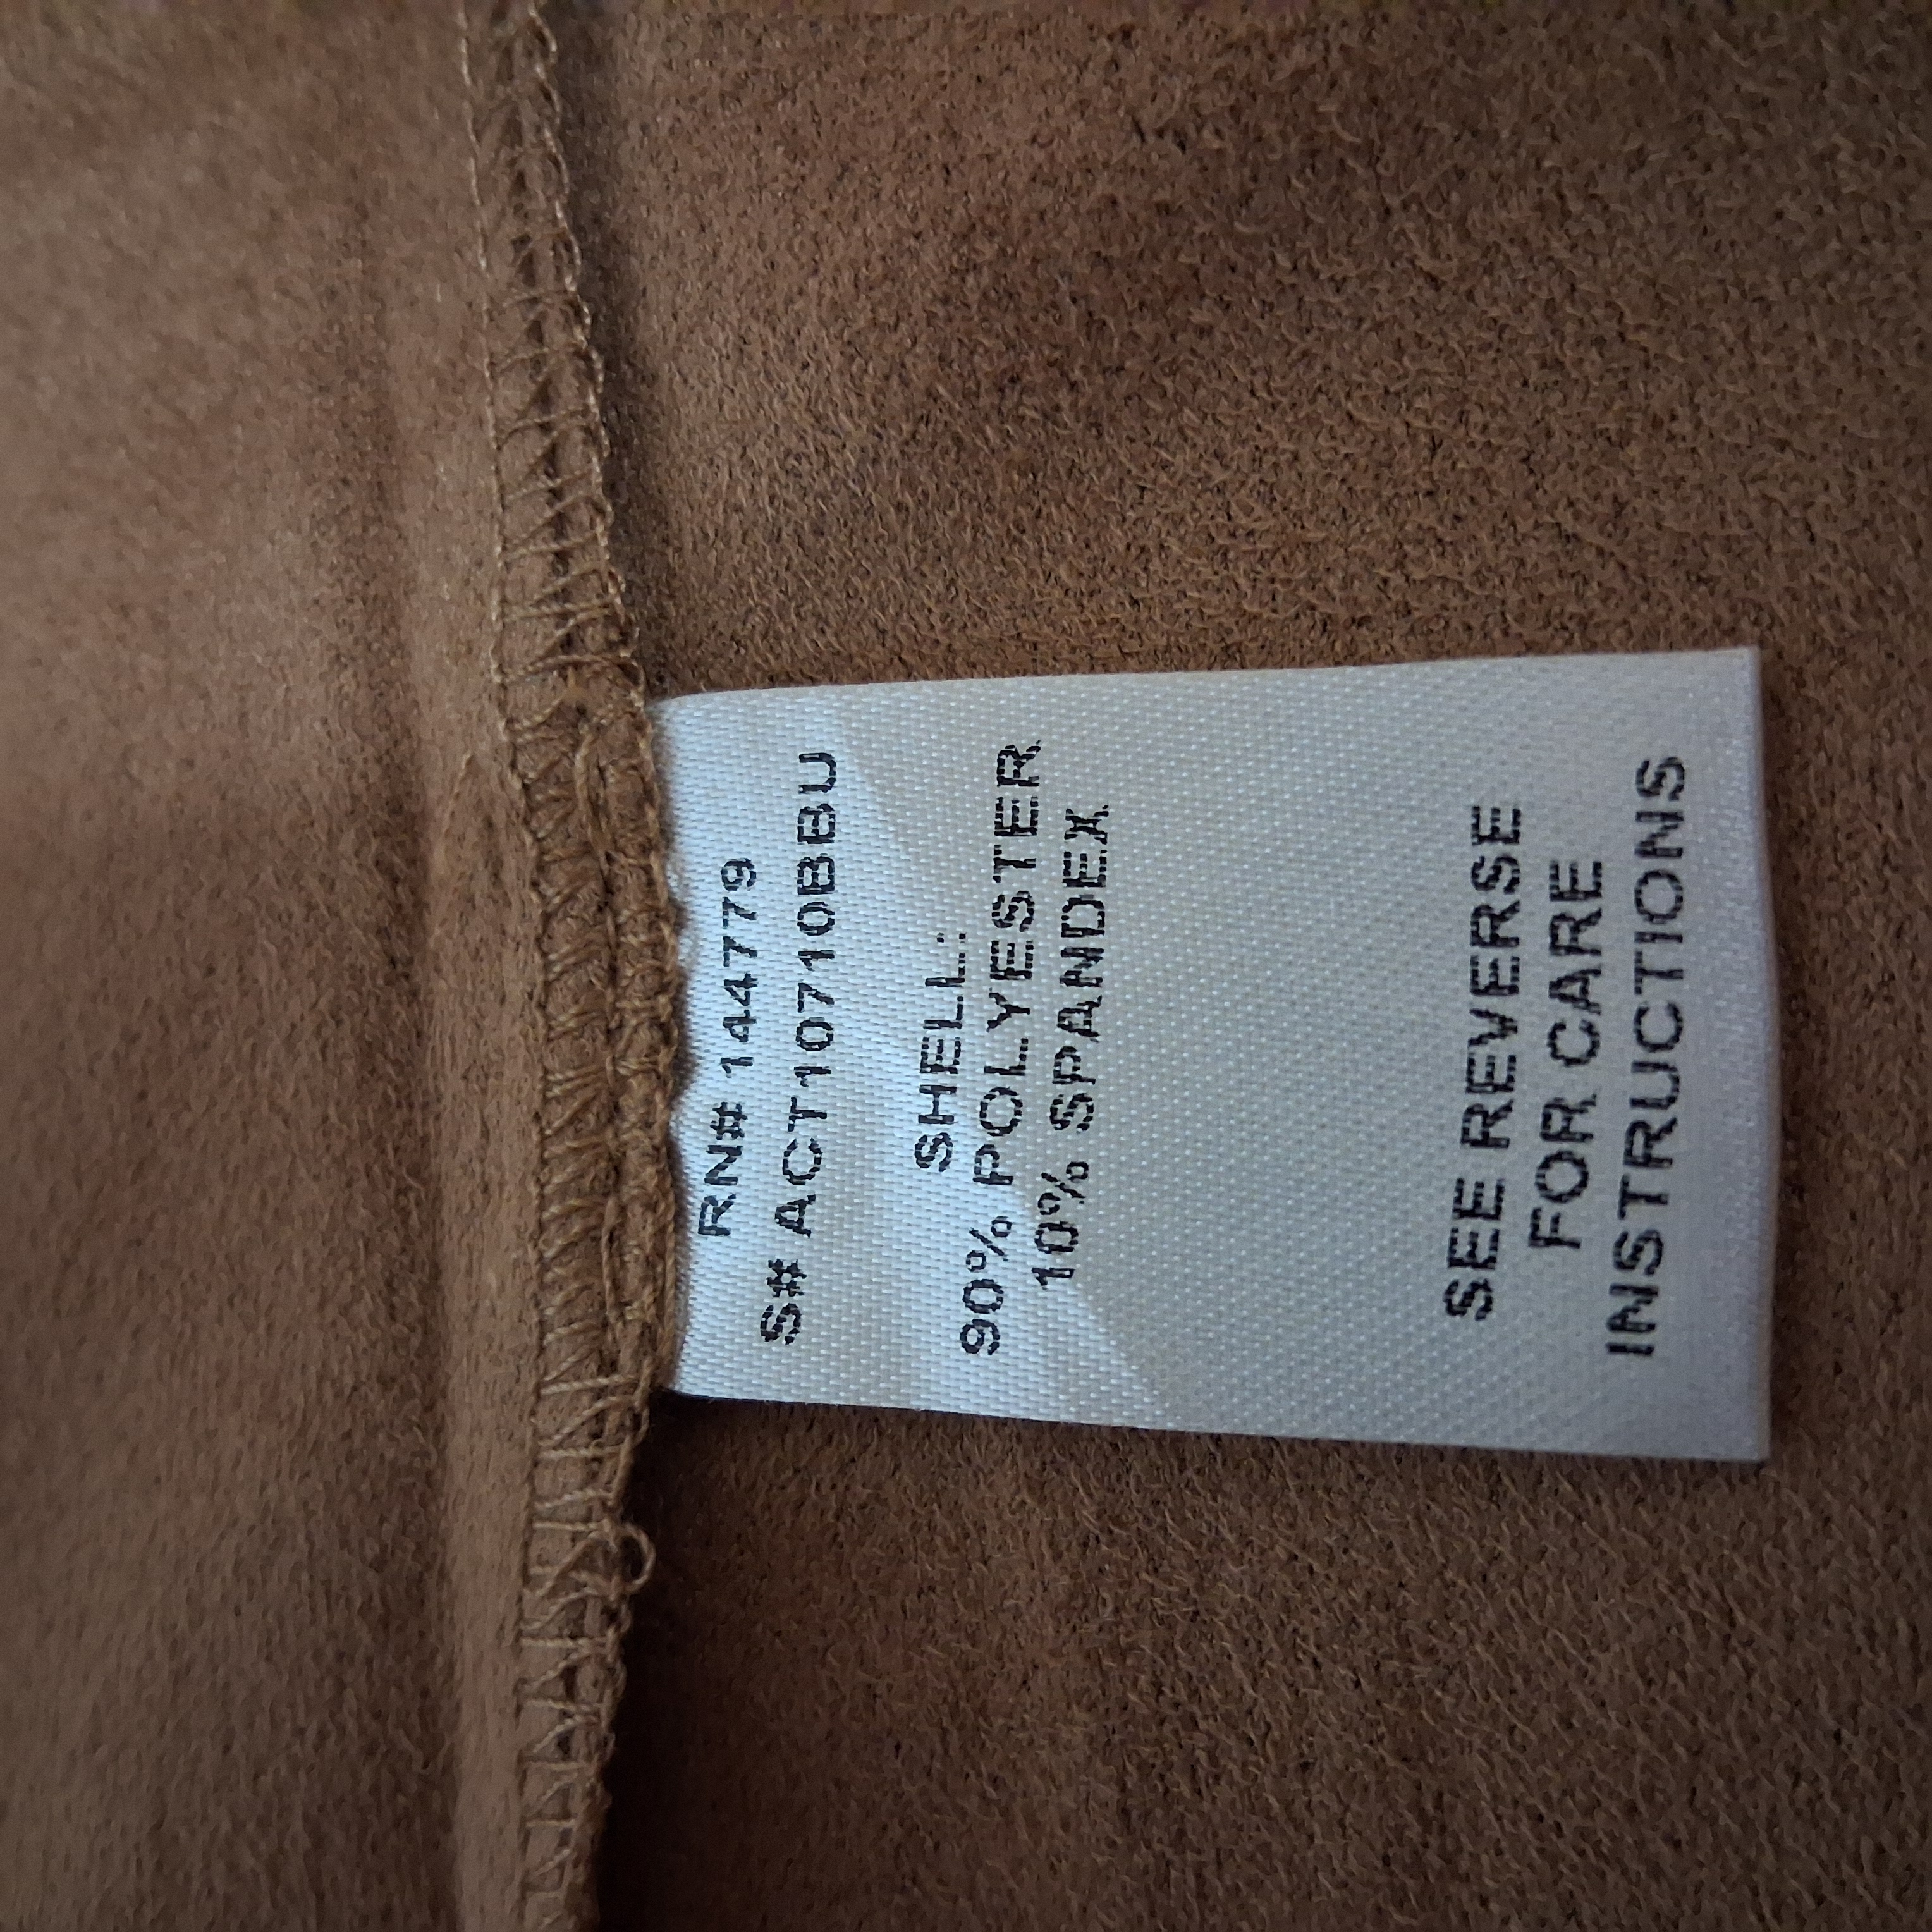 RN# 144779
S# ACT10710BBU
SHELL:
90% POLYESTER
10% SPANDEX
SEE REVERSE
FOR CARE
INSTRUCTIONS